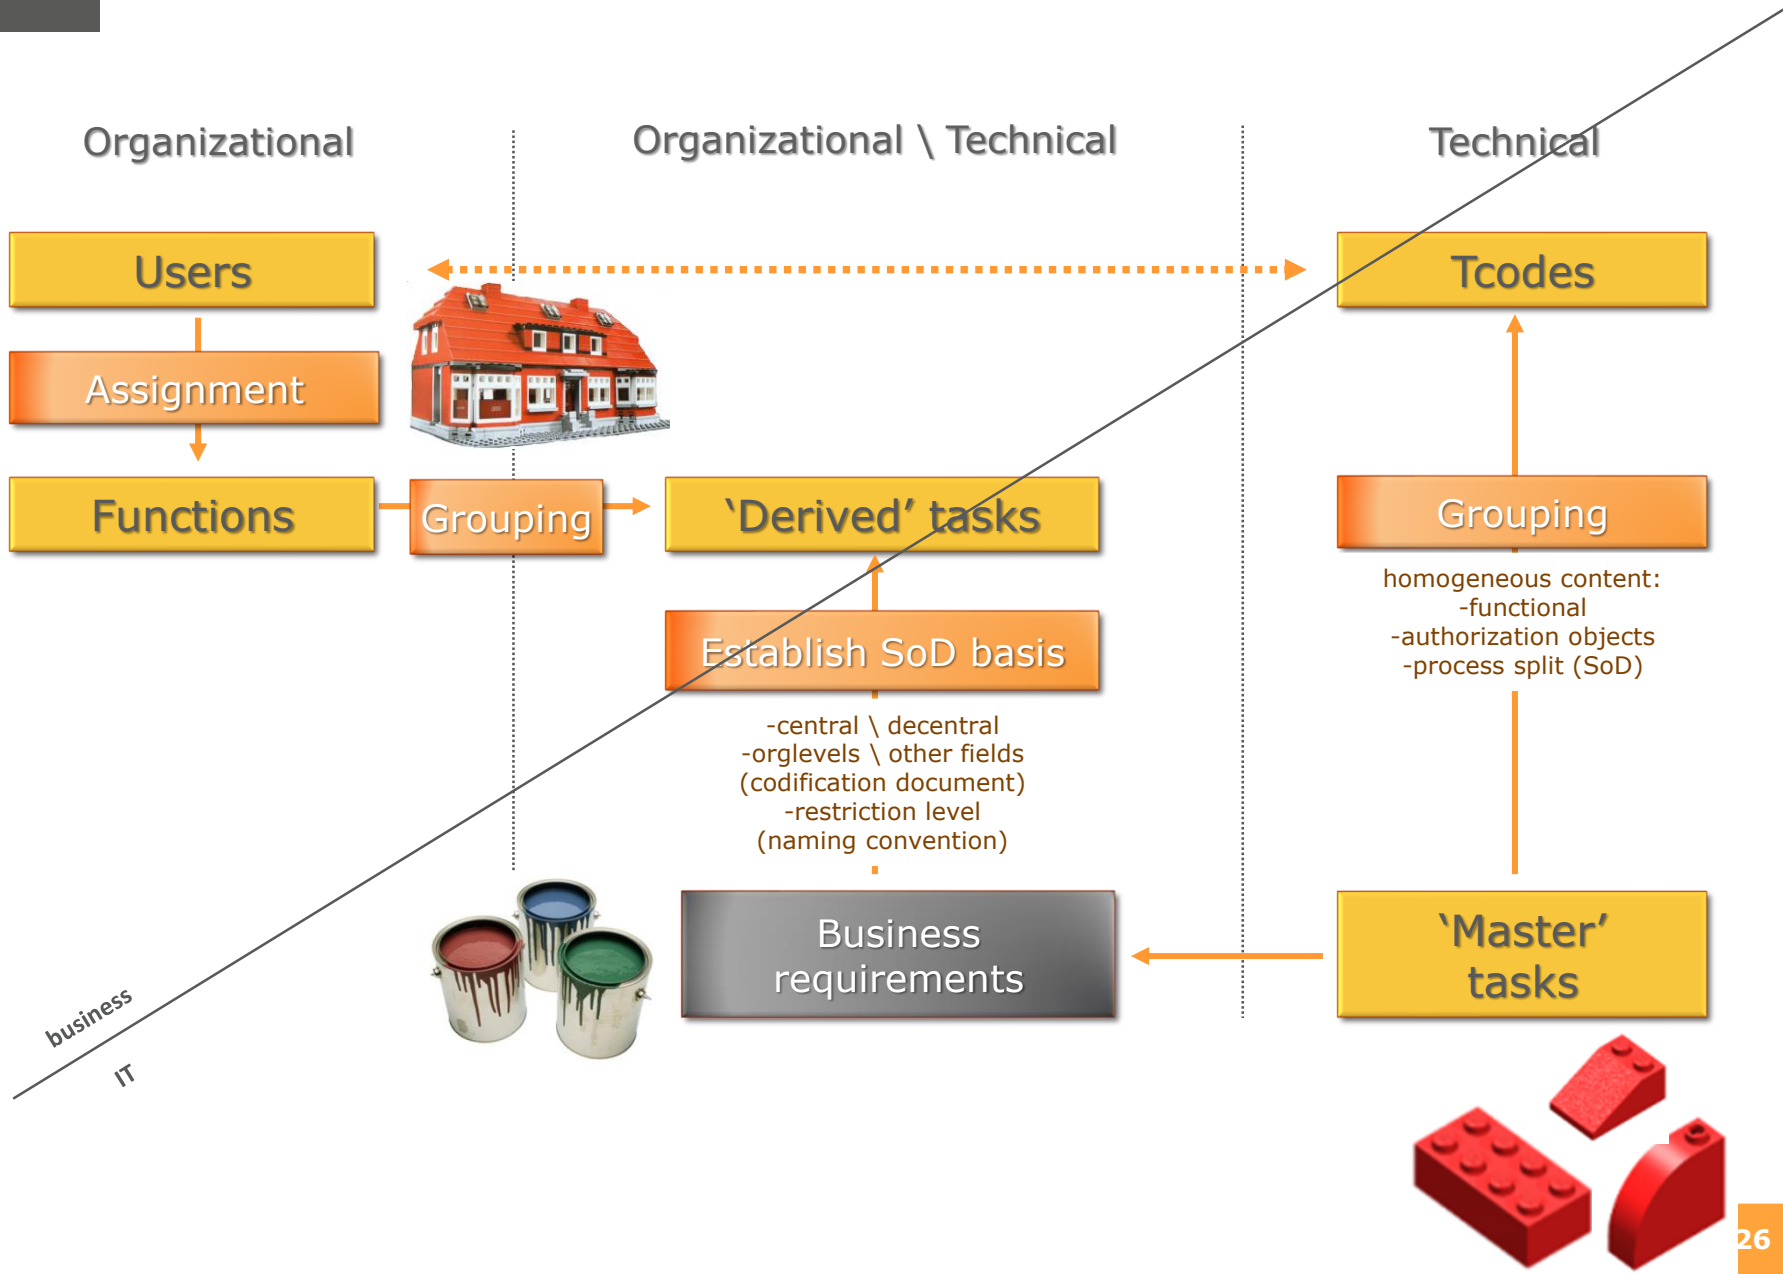 Organizational
Organizational \ Technical
Technical
Users
Tcodes
Assignment
Functions
Grouping
‘Derived’ tasks
Grouping
homogeneous content:
-functional
-authorization objects
-process split (SoD)
Establish SoD basis
-central \ decentral
-orglevels \ other fields
(codification document)
-restriction level
(naming convention)
Business
requirements
‘Master’
tasks
business
IT
26